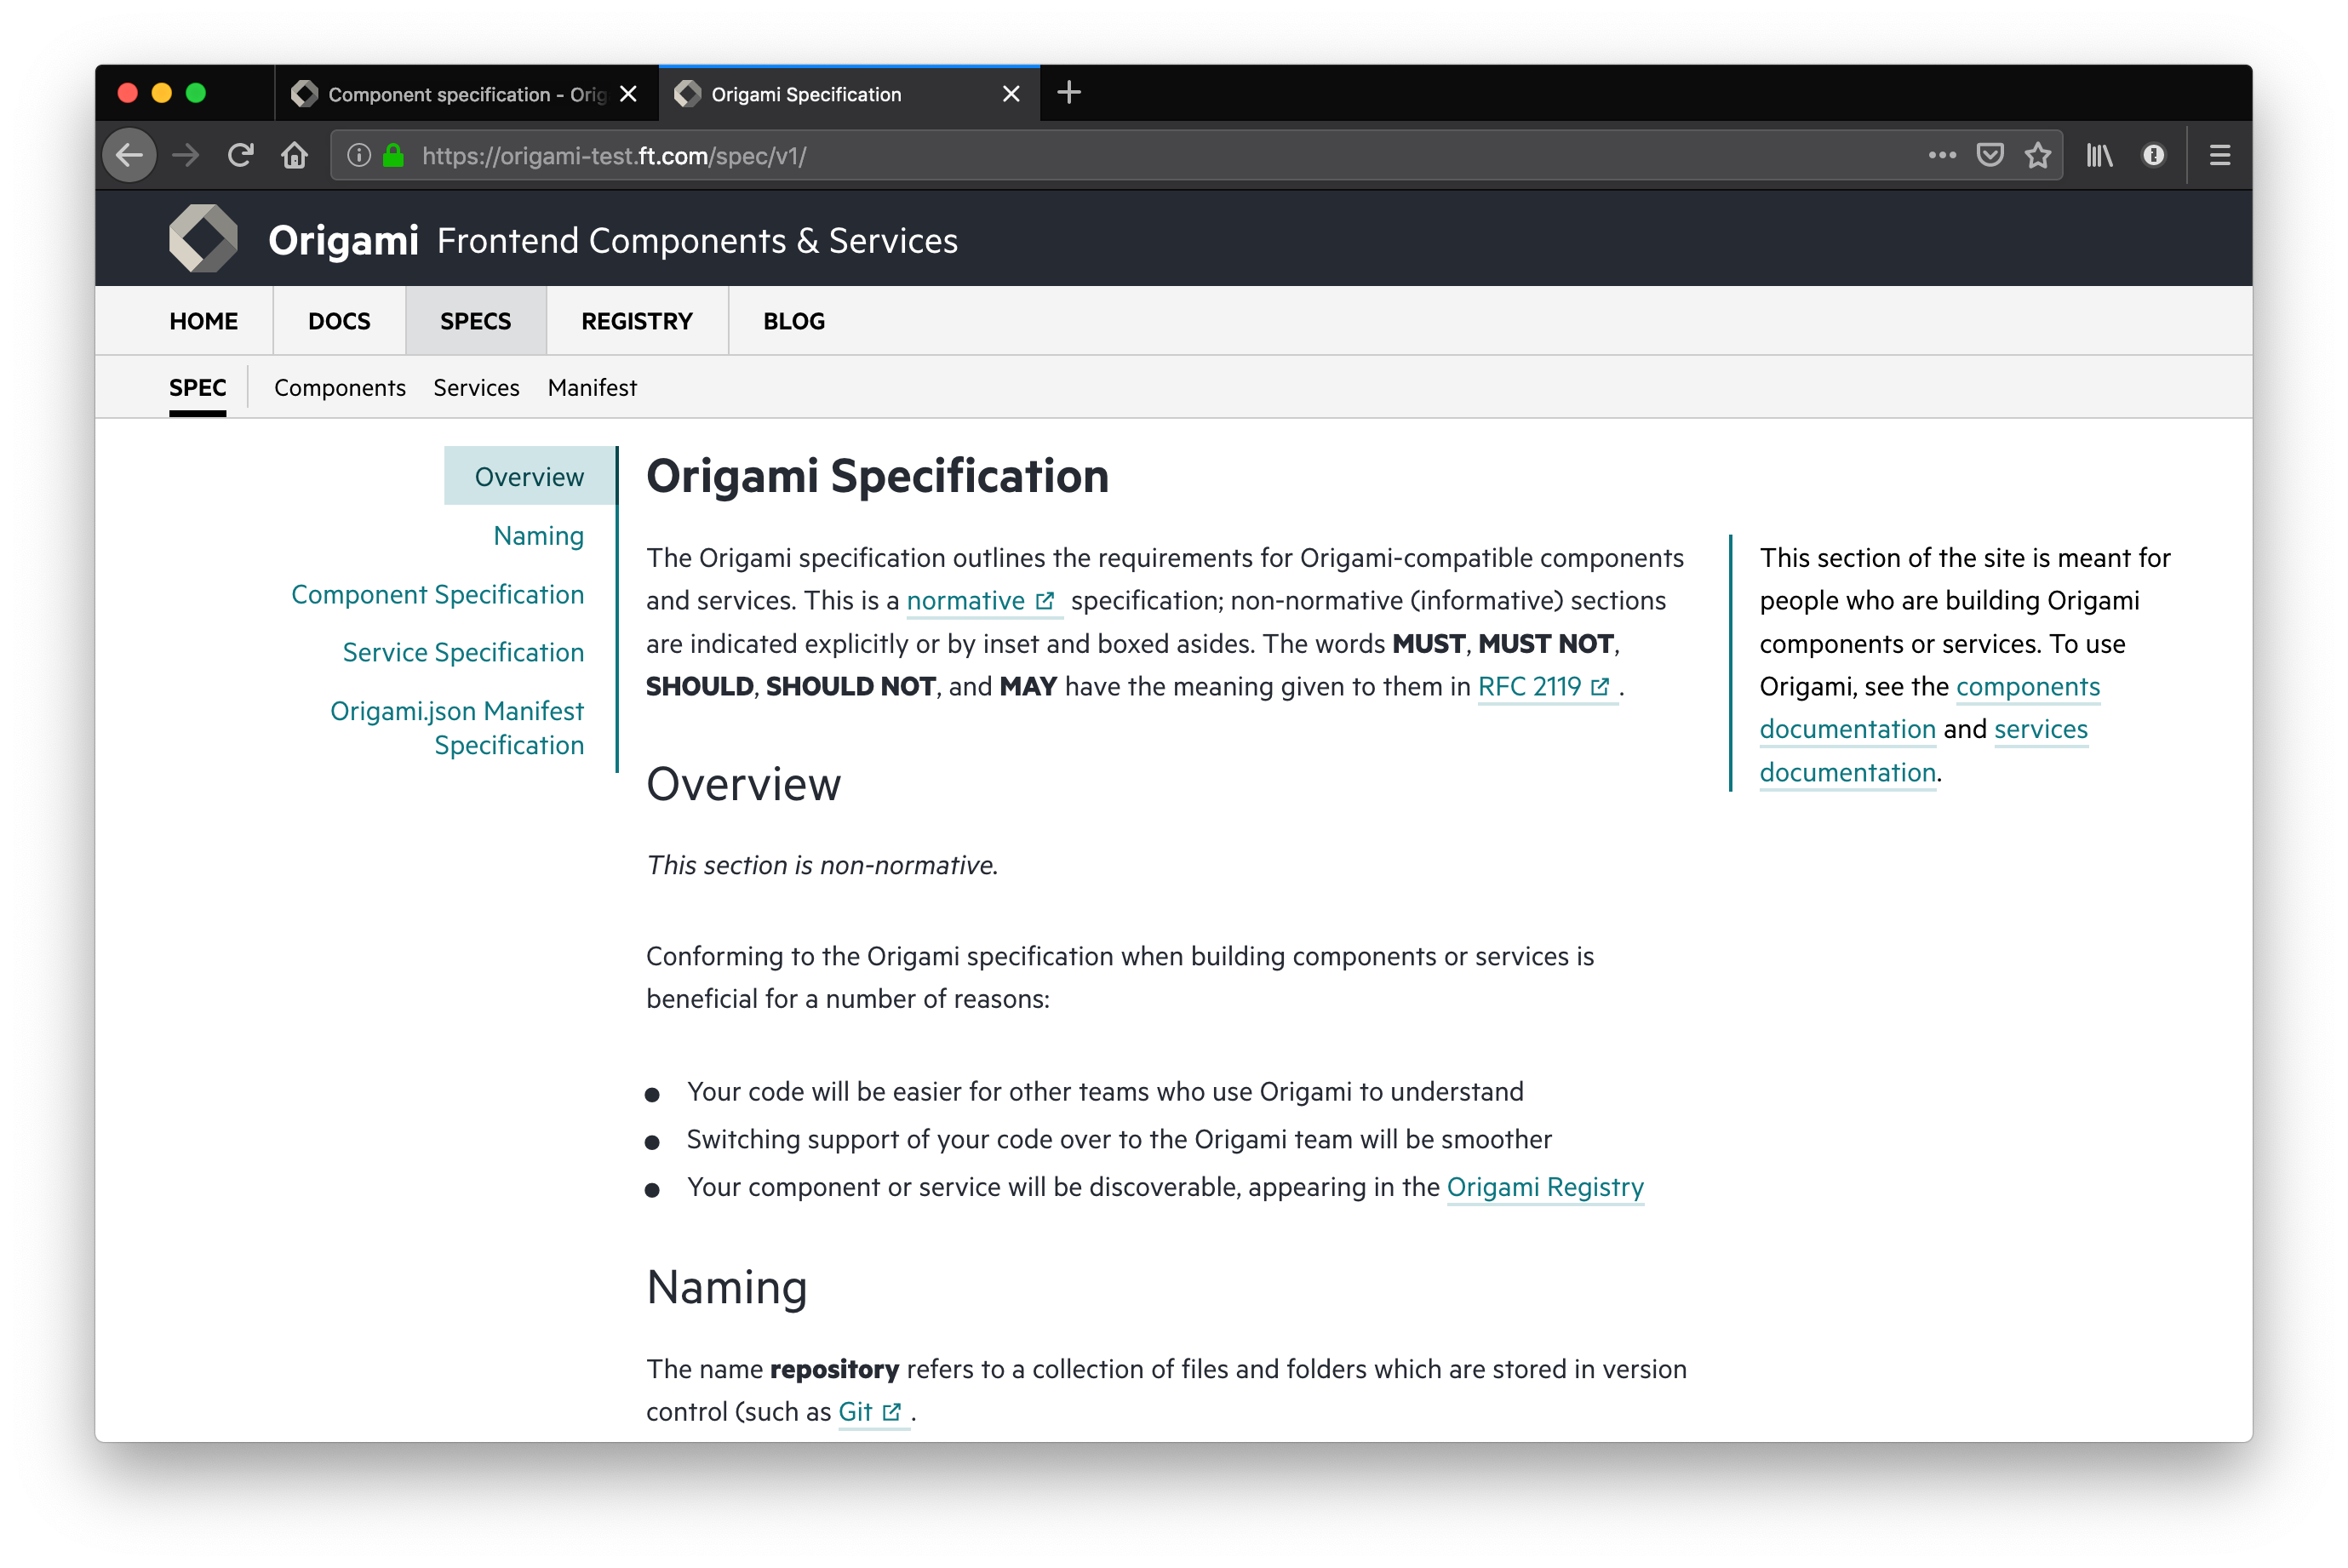 Component specification - Orig
Origami Specification
https://origami-test.ft.com/spec/v1/
Origami Frontend Components & Services
HOME DOCS SPECS REGISTRY BLOG
SPEC Components Services Manifest
Overview
Naming
Component Specification
Service Specification
Origami.json Manifest
Specification
Origami Specification
The Origami specification outlines the requirements for Origami-compatible components
and services. This is a normative specification; non-normative (informative) sections
are indicated explicitly or by inset and boxed asides. The words MUST, MUST NOT,
SHOULD, SHOULD NOT, and MAY have the meaning given to them in RFC 2119 .
Overview
This section is non-normative.
Conforming to the Origami specification when building components or services is
beneficial for a number of reasons:
● Your code will be easier for other teams who use Origami to understand
● Switching support of your code over to the Origami team will be smoother
● Your component or service will be discoverable, appearing in the Origami Registry
Naming
The name repository refers to a collection of files and folders which are stored in version
control (such as Git .
This section of the site is meant for
people who are building Origami
components or services. To use
Origami, see the components
documentation and services
documentation.